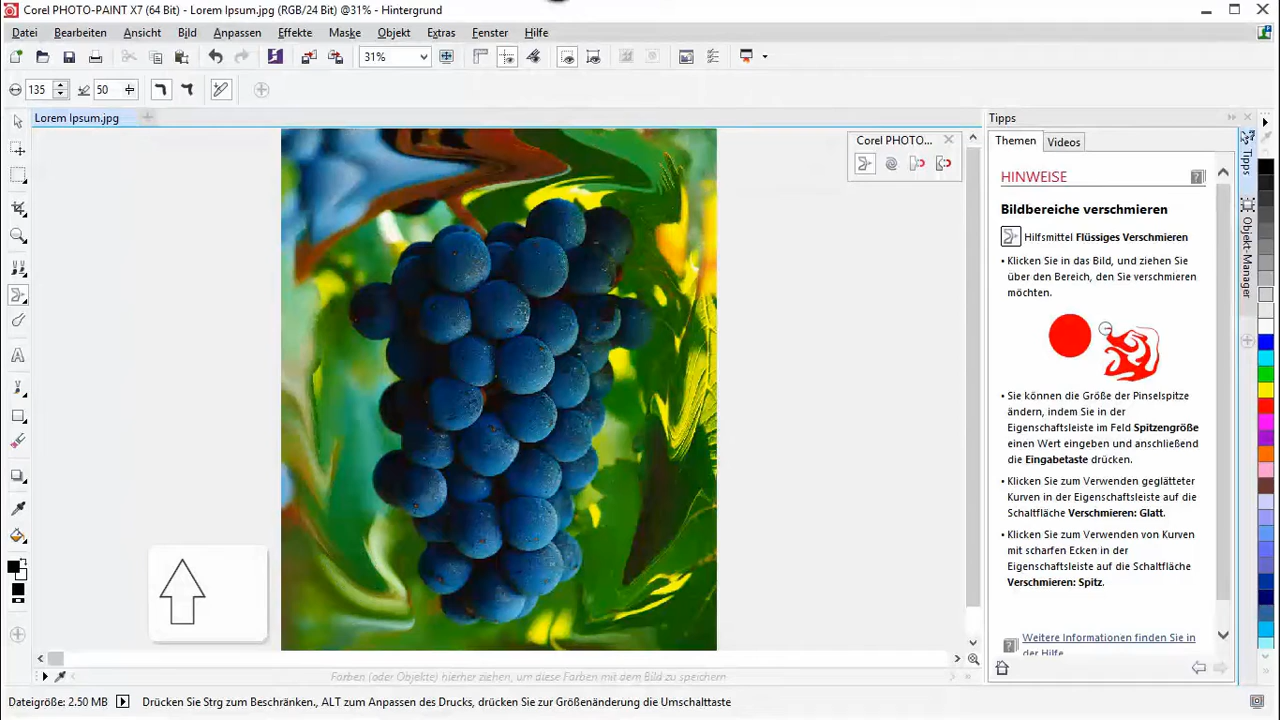 Corel PHOTO-PAINT X7 (64 Bit) - Lorem Ipsum.jpg (RGB/24 Bit) @31% - Hintergrund
Datei Bearbeiten Ansicht Bild Anpassen Effekte Maske Objekt Extras Fenster Hilfe
31%
135 50
Lorem Ipsum.jpg
Corel PHOTO...
Tipps
Themen Videos
HINWEISE
Bildbereiche verschmieren
Hilfsmittel Flüssiges Verschmieren
• Klicken Sie in das Bild, und ziehen Sie
über den Bereich, den Sie verschmieren
möchten.
• Sie können die Größe der Pinselspitze
ändern, indem Sie in der
Eigenschaftsleiste im Feld Spitzengröße
einen Wert eingeben und anschließend
die Eingabetaste drücken.
• Klicken Sie zum Verwenden geglätteter
Kurven in der Eigenschaftsleiste auf die
Schaltfläche Verschmieren: Glatt.
• Klicken Sie zum Verwenden von Kurven
mit scharfen Ecken in der
Eigenschaftsleiste auf die Schaltfläche
Verschmieren: Spitz.
Weitere Informationen finden Sie in
der Hilfe
Tipps
Objekt-Manager
Farben (oder Objekte) hierher ziehen, um diese Farben mit dem Bild zu speichern
Dateigröße: 2.50 MB Drücken Sie Strg zum Beschränken., ALT zum Anpassen des Drucks, drücken Sie zur Größenänderung die Umschalttaste